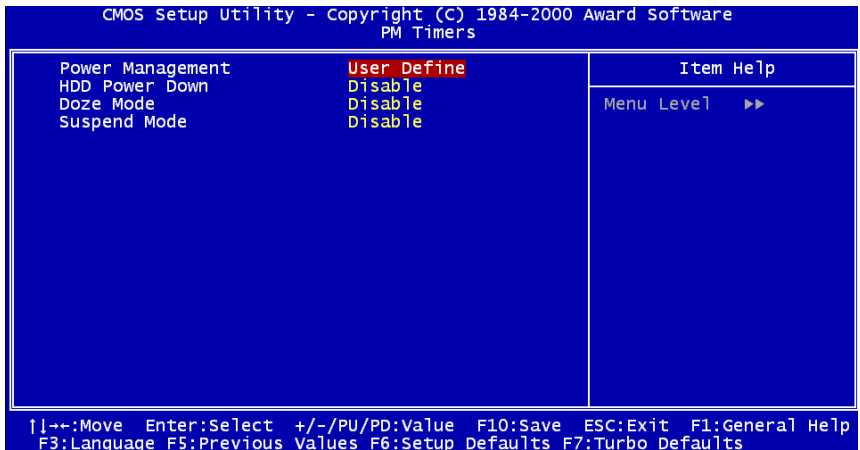 CMOS Setup Utility - Copyright (C) 1984-2000 Award Software
PM Timers
Power Management User Define
HDD Power Down Disable
Doze Mode Disable
Suspend Mode Disable
Item Help
Menu Level ▶▶
↑↓→←:Move Enter:Select +/-/PU/PD:Value F10:Save ESC:Exit F1:General Help
F3:Language F5:Previous Values F6:Setup Defaults F7:Turbo Defaults